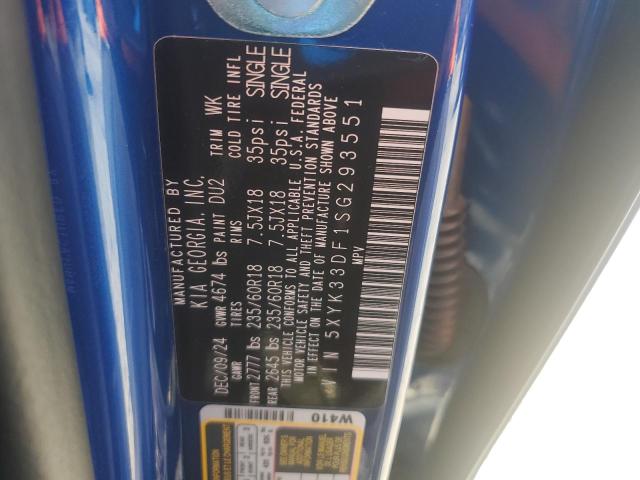 MANUFACTURED BY
KIA GEORGIA, INC.
DEC/09/24 GVWR 4674 lbs PAINT DU2 TRIM WK
GAWR TIRES RIMS COLD TIRE INFL
FRONT 2777 lbs 235/60R18 7.5JX18 35psi SINGLE
REAR 2645 lbs 235/60R18 7.5JX18 35psi SINGLE
THIS VEHICLE CONFORMS TO ALL APPLICABLE U.S.A. FEDERAL
MOTOR VEHICLE SAFETY AND THEFT PREVENTION STANDARDS
IN EFFECT ON THE DATE OF MANUFACTURE SHOWN ABOVE
VIN 5XYK33DF1SG293551
MPV
W410